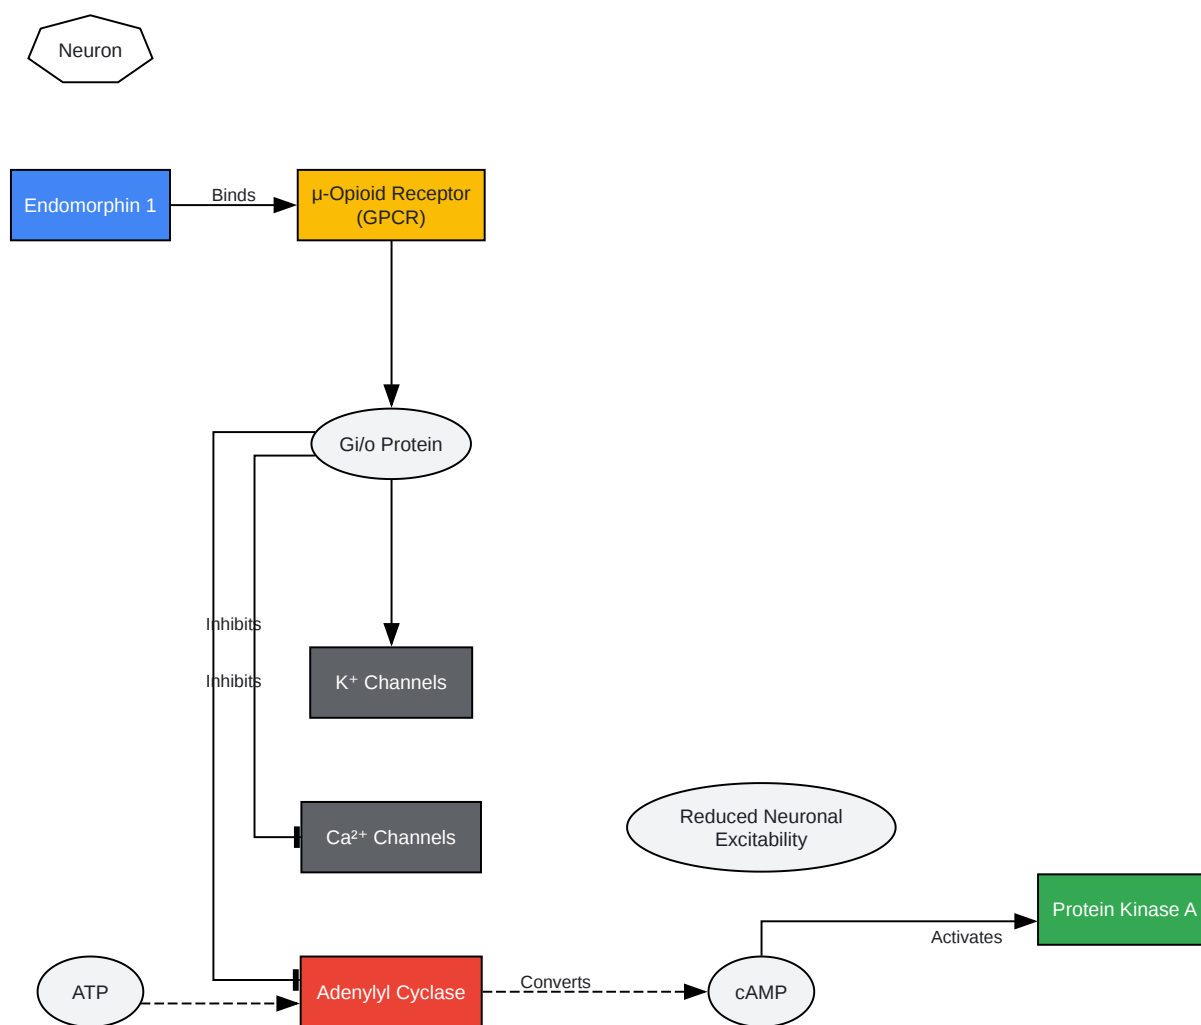 Neuron
Endomorphin 1
Binds
μ-Opioid Receptor
(GPCR)
Gi/o Protein
Inhibits
Inhibits
K⁺ Channels
Ca²⁺ Channels
Reduced Neuronal
Excitability
Protein Kinase A
Activates
ATP
Adenylyl Cyclase
Converts
cAMP